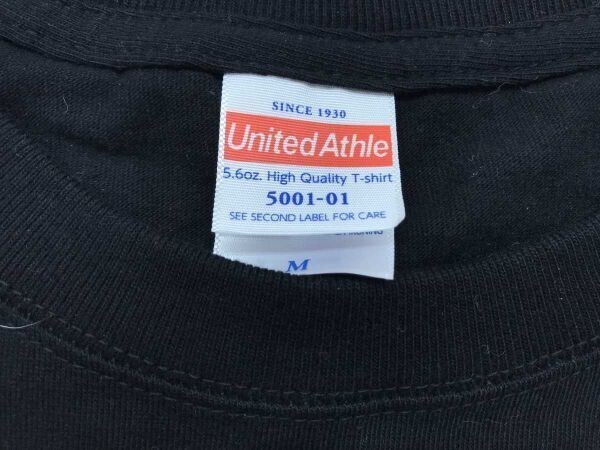 SINCE 1930
United Athle
5.6oz. High Quality T-shirt
5001-01
SEE SECOND LABEL FOR CARE
M